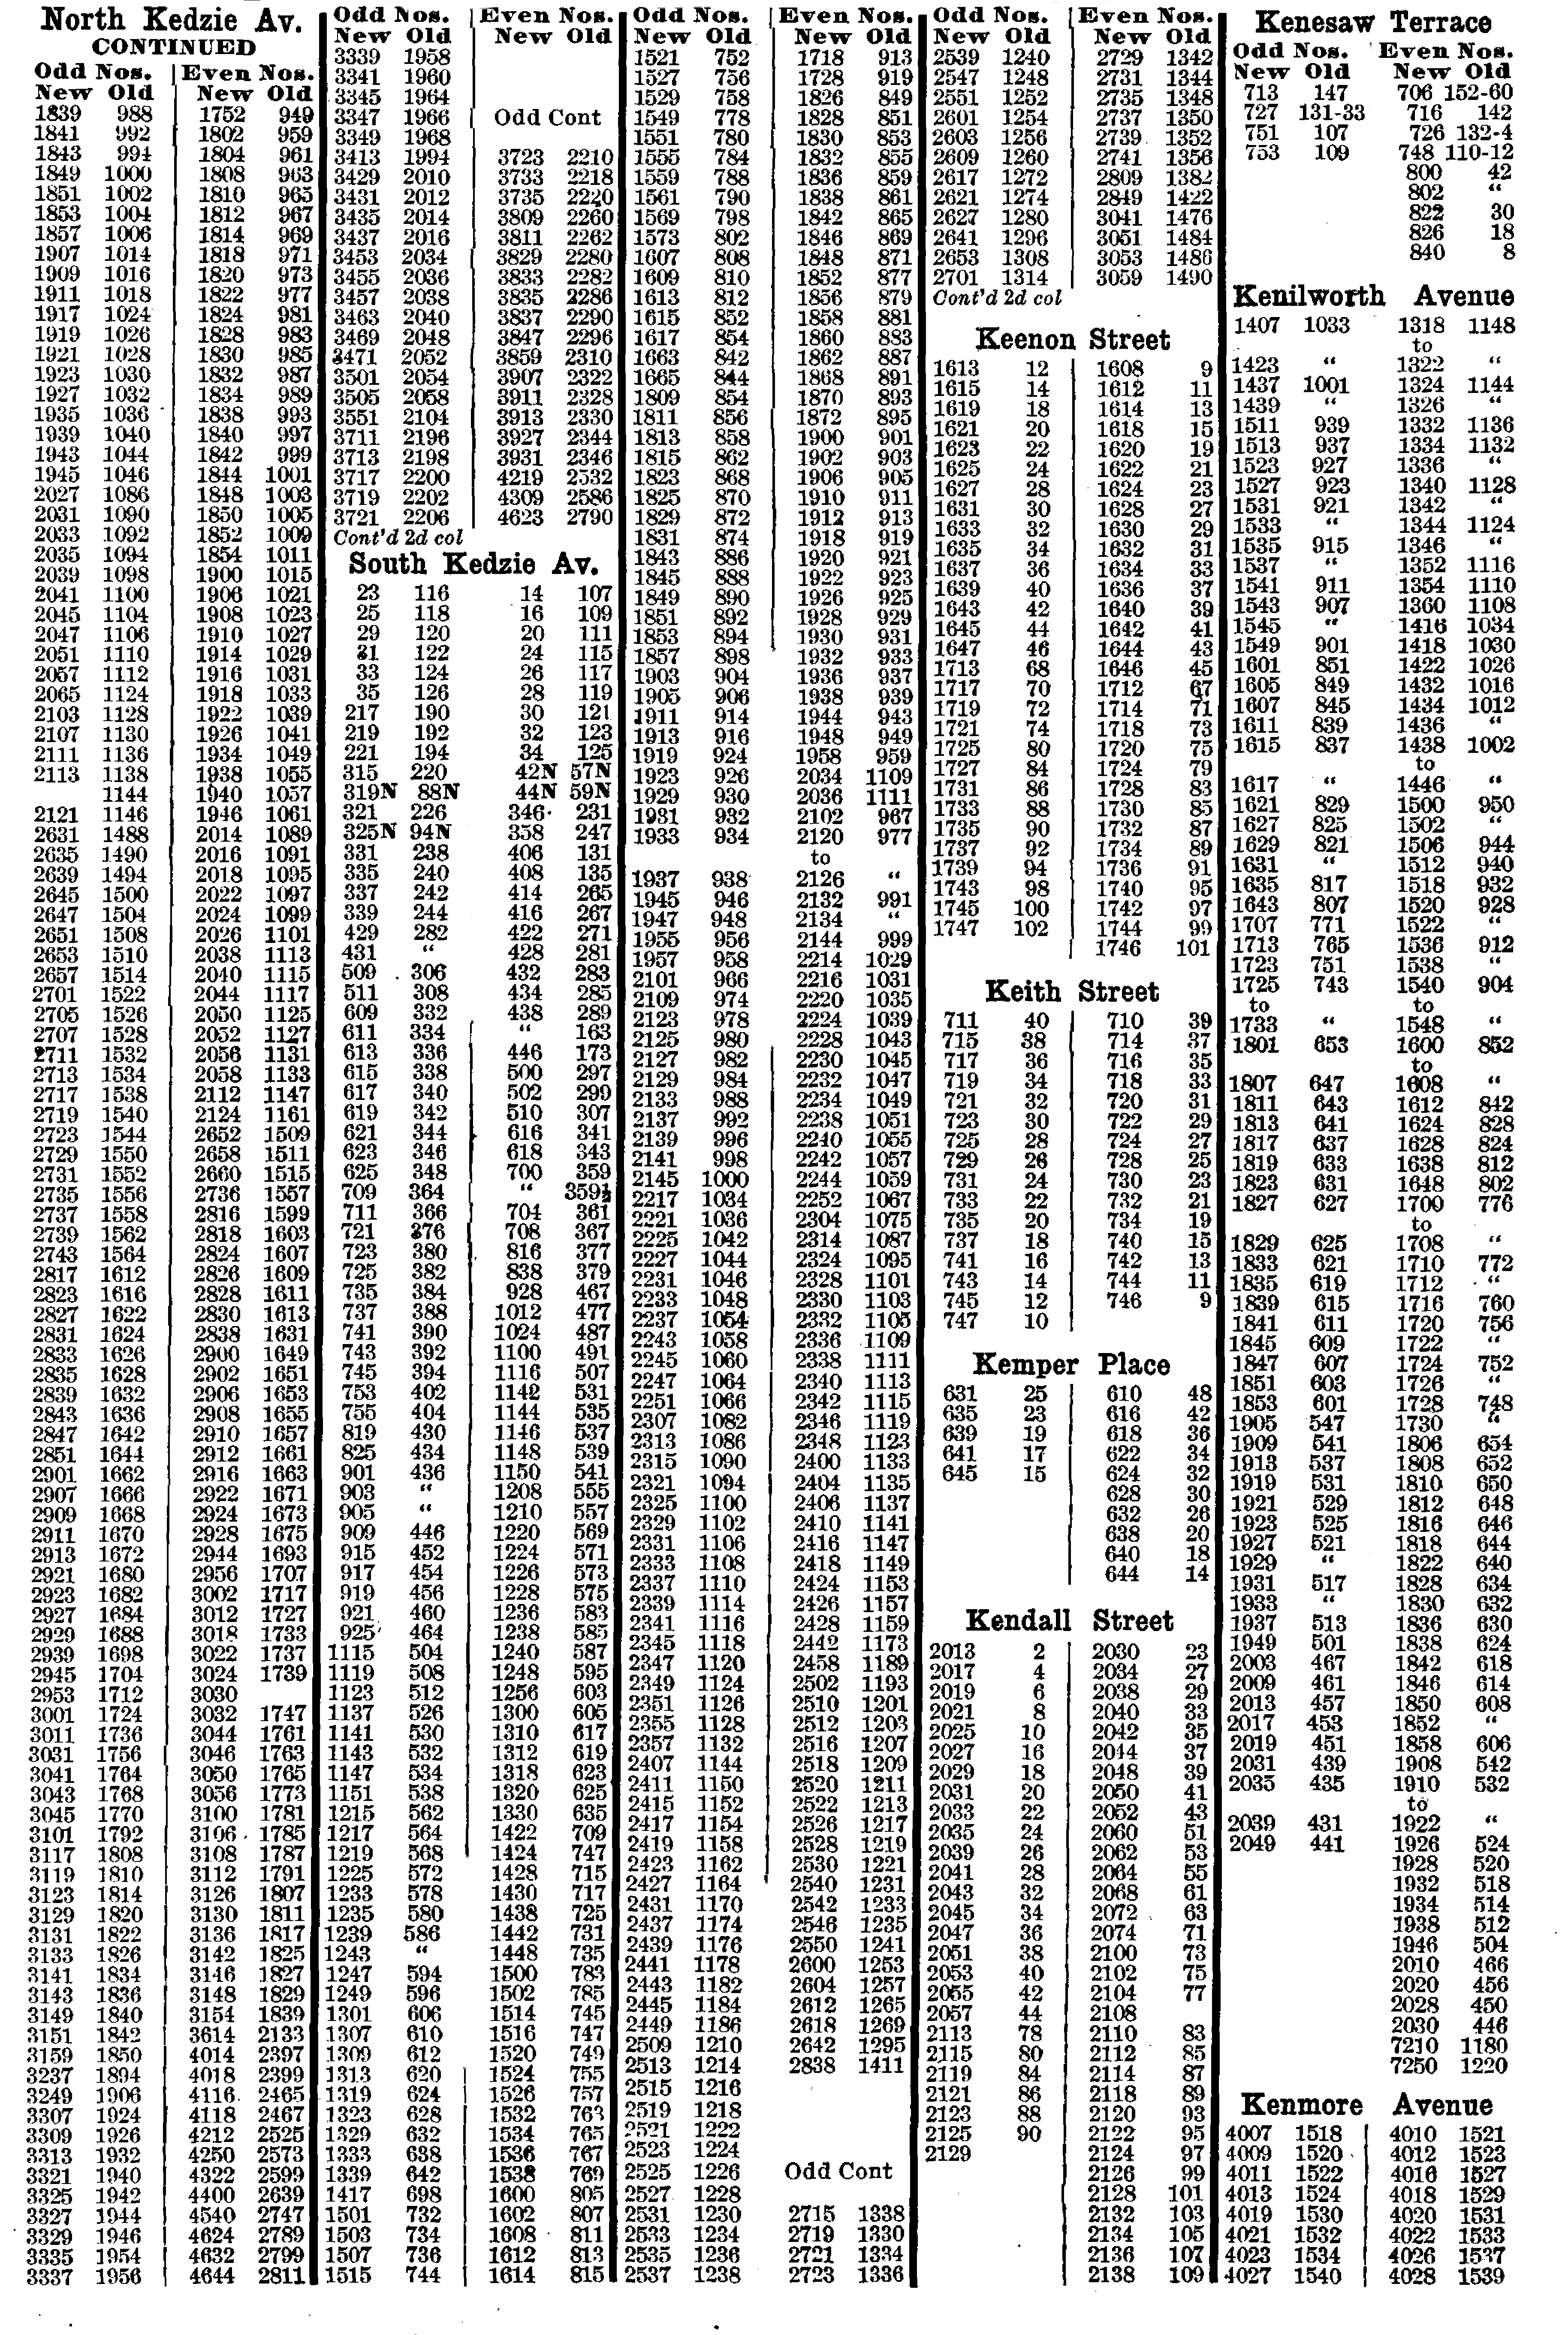 North Kedzie Av.
CONTINUED
Odd Nos. Even Nos.
New Old New Old
1839 988 1752 949
1841 992 1802 959
1843 994 1804 961
1849 1000 1808 963
1851 1002 1810 965
1853 1004 1812 967
1857 1006 1814 969
1907 1014 1818 971
1909 1016 1820 973
1911 1018 1822 977
1917 1024 1824 981
1919 1026 1828 983
1921 1028 1830 985
1923 1030 1832 987
1927 1032 1834 989
1935 1036 1838 993
1939 1040 1840 997
1943 1044 1842 999
1945 1046 1844 1001
2027 1086 1848 1003
2031 1090 1850 1005
2033 1092 1852 1009
2035 1094 1854 1011
2039 1098 1900 1015
2041 1100 1906 1021
2045 1104 1908 1023
2047 1106 1910 1027
2051 1110 1914 1029
2057 1112 1916 1031
2065 1124 1918 1033
2103 1128 1922 1039
2107 1130 1926 1041
2111 1136 1934 1049
2113 1138 1938 1055
1144 1940 1057
2121 1146 1946 1061
2631 1488 2014 1089
2635 1490 2016 1091
2639 1494 2018 1095
2645 1500 2022 1097
2647 1504 2024 1099
2651 1508 2026 1101
2653 1510 2038 1113
2657 1514 2040 1115
2701 1522 2044 1117
2705 1526 2050 1125
2707 1528 2052 1127
2711 1532 2056 1131
2713 1534 2058 1133
2717 1538 2112 1147
2719 1540 2124 1161
2723 1544 2652 1509
2729 1550 2658 1511
2731 1552 2660 1515
2735 1556 2736 1557
2737 1558 2816 1599
2739 1562 2818 1603
2743 1564 2824 1607
2817 1612 2826 1609
2823 1616 2828 1611
2827 1622 2830 1613
2831 1624 2838 1631
2833 1626 2900 1649
2835 1628 2902 1651
2839 1632 2906 1653
2843 1636 2908 1655
2847 1642 2910 1657
2851 1644 2912 1661
2901 1662 2916 1663
2907 1666 2922 1671
2909 1668 2924 1673
2911 1670 2928 1675
2913 1672 2944 1693
2921 1680 2956 1707
2923 1682 3002 1717
2927 1684 3012 1727
2929 1688 3018 1733
2939 1698 3022 1737
2945 1704 3024 1739
2953 1712 3030
3001 1724 3032 1747
3011 1736 3044 1761
3031 1756 3046 1763
3041 1764 3050 1765
3043 1768 3056 1773
3045 1770 3100 1781
3101 1792 3106 1785
3117 1808 3108 1787
3119 1810 3112 1791
3123 1814 3126 1807
3129 1820 3130 1811
3131 1822 3136 1817
3133 1826 3142 1825
3141 1834 3146 1827
3143 1836 3148 1829
3149 1840 3154 1839
3151 1842 3614 2133
3159 1850 4014 2397
3237 1894 4018 2399
3249 1906 4116 2465
3307 1924 4118 2467
3309 1926 4212 2525
3313 1932 4250 2573
3321 1940 4322 2599
3325 1942 4400 2639
3327 1944 4540 2747
3329 1946 4624 2789
3335 1954 4632 2799
3337 1956 4644 2811
Odd Nos. Even Nos.
New Old New Old
3339 1958
3341 1960
3345 1964
3347 1966 Odd Cont
3349 1968
3413 1994 3723 2210
3429 2010 3733 2218
3431 2012 3735 2220
3435 2014 3809 2260
3437 2016 3811 2262
3453 2034 3829 2280
3455 2036 3833 2282
3457 2038 3835 2286
3463 2040 3837 2290
3469 2048 3847 2296
3471 2052 3859 2310
3501 2054 3907 2322
3505 2058 3911 2328
3551 2104 3913 2330
3711 2196 3927 2344
3713 2198 3931 2346
3717 2200 4219 2532
3719 2202 4309 2586
3721 2206 4623 2790
Cont'd 2d col
South Kedzie Av.
23 116 14 107
25 118 16 109
29 120 20 111
31 122 24 115
33 124 26 117
35 126 28 119
217 190 30 121
219 192 32 123
221 194 34 125
315 220 42N 57N
319N 88N 44N 59N
321 226 346 231
325N 94N 358 247
331 238 406 131
335 240 408 135
337 242 414 265
339 244 416 267
429 282 422 271
431 “ 428 281
509 306 432 283
511 308 434 285
609 332 438 289
611 334 “ 163
613 336 446 173
615 338 500 297
617 340 502 299
619 342 510 307
621 344 616 341
623 346 618 343
625 348 700 359
709 364 “ 359½
711 366 704 361
721 376 708 367
723 380 816 377
725 382 838 379
735 384 928 467
737 388 1012 477
741 390 1024 487
743 392 1100 491
745 394 1116 507
753 402 1142 531
755 404 1144 535
819 430 1146 537
825 434 1148 539
901 436 1150 541
903 “ 1208 555
905 “ 1210 557
909 446 1220 569
915 452 1224 571
917 454 1226 573
919 456 1228 575
921 460 1236 583
925 464 1238 585
1115 504 1240 587
1119 508 1248 595
1123 512 1256 603
1137 526 1300 605
1141 530 1310 617
1143 532 1312 619
1147 534 1318 623
1151 538 1320 625
1215 562 1330 635
1217 564 1422 709
1219 568 1424 747
1225 572 1428 715
1233 578 1430 717
1235 580 1438 725
1239 586 1442 731
1243 “ 1448 735
1247 594 1500 783
1249 596 1502 785
1301 606 1514 745
1307 610 1516 747
1309 612 1520 749
1313 620 1524 755
1319 624 1526 757
1323 628 1532 763
1329 632 1534 765
1333 638 1536 767
1339 642 1538 769
1417 698 1600 805
1501 732 1602 807
1503 734 1608 811
1507 736 1612 813
1515 744 1614 815
Odd Nos. Even Nos.
New Old New Old
1521 752 1718 913
1527 756 1728 919
1529 758 1826 849
1549 778 1828 851
1551 780 1830 853
1555 784 1832 855
1559 788 1836 859
1561 790 1838 861
1569 798 1842 865
1573 802 1846 869
1607 808 1848 871
1609 810 1852 877
1613 812 1856 879
1615 852 1858 881
1617 854 1860 883
1663 842 1862 887
1665 844 1868 891
1809 854 1870 893
1811 856 1872 895
1813 858 1900 901
1815 862 1902 903
1823 868 1906 905
1825 870 1910 911
1829 872 1912 913
1831 874 1918 919
1843 886 1920 921
1845 888 1922 923
1849 890 1926 925
1851 892 1928 929
1853 894 1930 931
1857 898 1932 933
1903 904 1936 937
1905 906 1938 939
1911 914 1944 943
1913 916 1948 949
1919 924 1958 959
1923 926 2034 1109
1929 930 2036 1111
1931 932 2102 967
1933 934 2120 977
to
1937 938 2126 “
1945 946 2132 991
1947 948 2134 “
1955 956 2144 999
1957 958 2214 1029
2101 966 2216 1031
2109 974 2220 1035
2123 978 2224 1039
2125 980 2228 1043
2127 982 2230 1045
2129 984 2232 1047
2133 988 2234 1049
2137 992 2238 1051
2139 996 2240 1055
2141 998 2242 1057
2145 1000 2244 1059
2217 1034 2252 1067
2221 1036 2304 1075
2225 1042 2314 1087
2227 1044 2324 1095
2231 1046 2328 1101
2233 1048 2330 1103
2237 1054 2332 1105
2243 1058 2336 1109
2245 1060 2338 1111
2247 1064 2340 1113
2251 1066 2342 1115
2307 1082 2346 1119
2313 1086 2348 1123
2315 1090 2400 1133
2321 1094 2404 1135
2325 1100 2406 1137
2329 1102 2410 1141
2331 1106 2416 1147
2333 1108 2418 1149
2337 1110 2424 1153
2339 1114 2426 1157
2341 1116 2428 1159
2345 1118 2442 1173
2347 1120 2458 1189
2349 1124 2502 1193
2351 1126 2510 1201
2355 1128 2512 1203
2357 1132 2516 1207
2407 1144 2518 1209
2411 1150 2520 1211
2415 1152 2522 1213
2417 1154 2526 1217
2419 1158 2528 1219
2423 1162 2530 1221
2427 1164 2540 1231
2431 1170 2542 1233
2437 1174 2546 1235
2439 1176 2550 1241
2441 1178 2600 1253
2443 1182 2604 1257
2445 1184 2612 1265
2449 1186 2618 1269
2509 1210 2642 1295
2513 1214 2838 1411
2515 1216
2519 1218
2521 1222
2523 1224
2525 1226 Odd Cont
2527 1228
2531 1230 2715 1338
2533 1234 2719 1330
2535 1236 2721 1334
2537 1238 2723 1336
Odd Nos. Even Nos.
New Old New Old
2539 1240 2729 1342
2547 1248 2731 1344
2551 1252 2735 1348
2601 1254 2737 1350
2603 1256 2739 1352
2609 1260 2741 1356
2617 1272 2809 1382
2621 1274 2849 1422
2627 1280 3041 1476
2641 1296 3051 1484
2653 1308 3053 1486
2701 1314 3059 1490
Cont'd 2d col
Keenon Street
1613 12 1608 9
1615 14 1612 11
1619 18 1614 13
1621 20 1618 15
1623 22 1620 19
1625 24 1622 21
1627 28 1624 23
1631 30 1628 27
1633 32 1630 29
1635 34 1632 31
1637 36 1634 33
1639 40 1636 37
1643 42 1640 39
1645 44 1642 41
1647 46 1644 43
1713 68 1646 45
1717 70 1712 67
1719 72 1714 71
1721 74 1718 73
1725 80 1720 75
1727 84 1724 79
1731 86 1728 83
1733 88 1730 85
1735 90 1732 87
1737 92 1734 89
1739 94 1736 91
1743 98 1740 95
1745 100 1742 97
1747 102 1744 99
1746 101
Keith Street
711 40 710 39
715 38 714 37
717 36 716 35
719 34 718 33
721 32 720 31
723 30 722 29
725 28 724 27
729 26 728 25
731 24 730 23
733 22 732 21
735 20 734 19
737 18 740 15
741 16 742 13
743 14 744 11
745 12 746 9
747 10
Kemper Place
631 25 610 48
635 23 616 42
639 19 618 36
641 17 622 34
645 15 624 32
628 30
632 26
638 20
640 18
644 14
Kendall Street
2013 2 2030 23
2017 4 2034 27
2019 6 2038 29
2021 8 2040 33
2025 10 2042 35
2027 16 2044 37
2029 18 2048 39
2031 20 2050 41
2033 22 2052 43
2035 24 2060 51
2039 26 2062 53
2041 28 2064 55
2043 32 2068 61
2045 34 2072 63
2047 36 2074 71
2051 38 2100 73
2053 40 2102 75
2055 42 2104 77
2057 44 2108
2113 78 2110 83
2115 80 2112 85
2119 84 2114 87
2121 86 2118 89
2123 88 2120 93
2125 90 2122 95
2129 2124 97
2126 99
2128 101
2132 103
2134 105
2136 107
2138 109
Kenesaw Terrace
Odd Nos. Even Nos.
New Old New Old
713 147 706 152-60
727 131-33 716 142
751 107 726 132-4
753 109 748 110-12
800 42
802 “
822 30
826 18
840 8
Kenilworth Avenue
1407 1033 1318 1148
to
1423 “ 1322 “
1437 1001 1324 1144
1439 “ 1326 “
1511 939 1332 1136
1513 937 1334 1132
1523 927 1336 “
1527 923 1340 1128
1531 921 1342 “
1533 “ 1344 1124
1535 915 1346 “
1537 “ 1352 1116
1541 911 1354 1110
1543 907 1360 1108
1545 “ 1416 1034
1549 901 1418 1030
1601 851 1422 1026
1605 849 1432 1016
1607 845 1434 1012
1611 839 1436 “
1615 837 1438 1002
to
1617 “ 1446 “
1621 829 1500 950
1627 825 1502 “
1629 821 1506 944
1631 “ 1512 940
1635 817 1518 932
1643 807 1520 928
1707 771 1522 “
1713 765 1536 912
1723 751 1538 “
1725 743 1540 904
to to
1733 “ 1548 “
1801 653 1600 852
to
1807 647 1608 “
1811 643 1612 842
1813 641 1624 828
1817 637 1628 824
1819 633 1638 812
1823 631 1648 802
1827 627 1700 776
to
1829 625 1708 “
1833 621 1710 772
1835 619 1712 “
1839 615 1716 760
1841 611 1720 756
1845 609 1722 “
1847 607 1724 752
1851 603 1726 “
1853 601 1728 748
1905 547 1730 “
1909 541 1806 654
1913 537 1808 652
1919 531 1810 650
1921 529 1812 648
1923 525 1816 646
1927 521 1818 644
1929 “ 1822 640
1931 517 1828 634
1933 “ 1830 632
1937 513 1836 630
1949 501 1838 624
2003 467 1842 618
2009 461 1846 614
2013 457 1850 608
2017 453 1852 “
2019 451 1858 606
2031 439 1908 542
2035 435 1910 532
to
2039 431 1922 “
2049 441 1926 524
1928 520
1932 518
1934 514
1938 512
1946 504
2010 466
2020 456
2028 450
2030 446
7210 1180
7250 1220
Kenmore Avenue
4007 1518 4010 1521
4009 1520 4012 1523
4011 1522 4016 1527
4013 1524 4018 1529
4019 1530 4020 1531
4021 1532 4022 1533
4023 1534 4026 1537
4027 1540 4028 1539